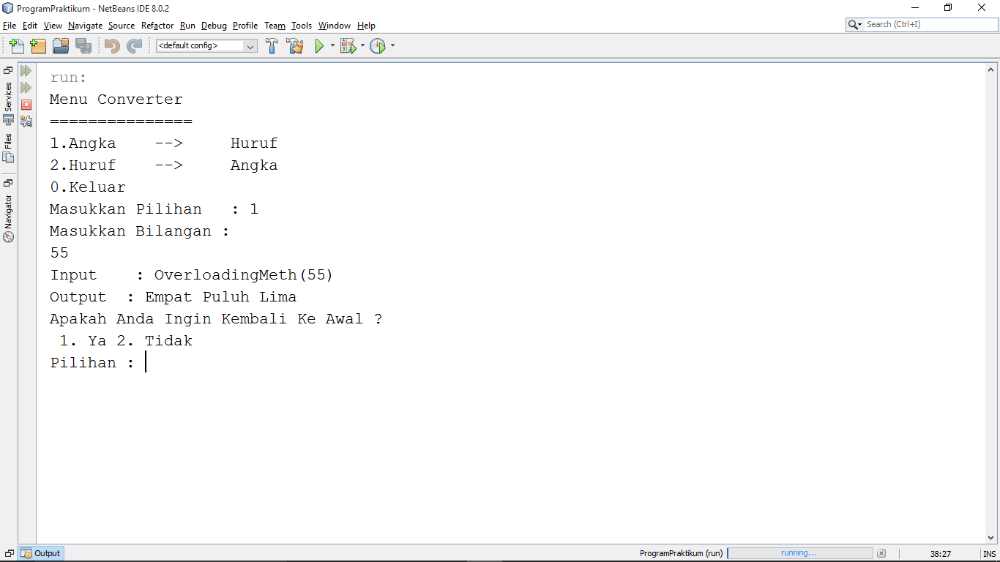 ProgramPraktikum - NetBeans IDE 8.0.2
File Edit View Navigate Source Refactor Run Debug Profile Team Tools Window Help
Search (Ctrl+I)
<default config>
Services
Files
Navigator
run:
Menu Converter
===============
1.Angka    -->     Huruf
2.Huruf    -->     Angka
0.Keluar
Masukkan Pilihan   : 1
Masukkan Bilangan :
55
Input    : OverloadingMeth(55)
Output  : Empat Puluh Lima
Apakah Anda Ingin Kembali Ke Awal ?
 1. Ya 2. Tidak
Pilihan :
Output
ProgramPraktikum (run) running... 38:27 INS